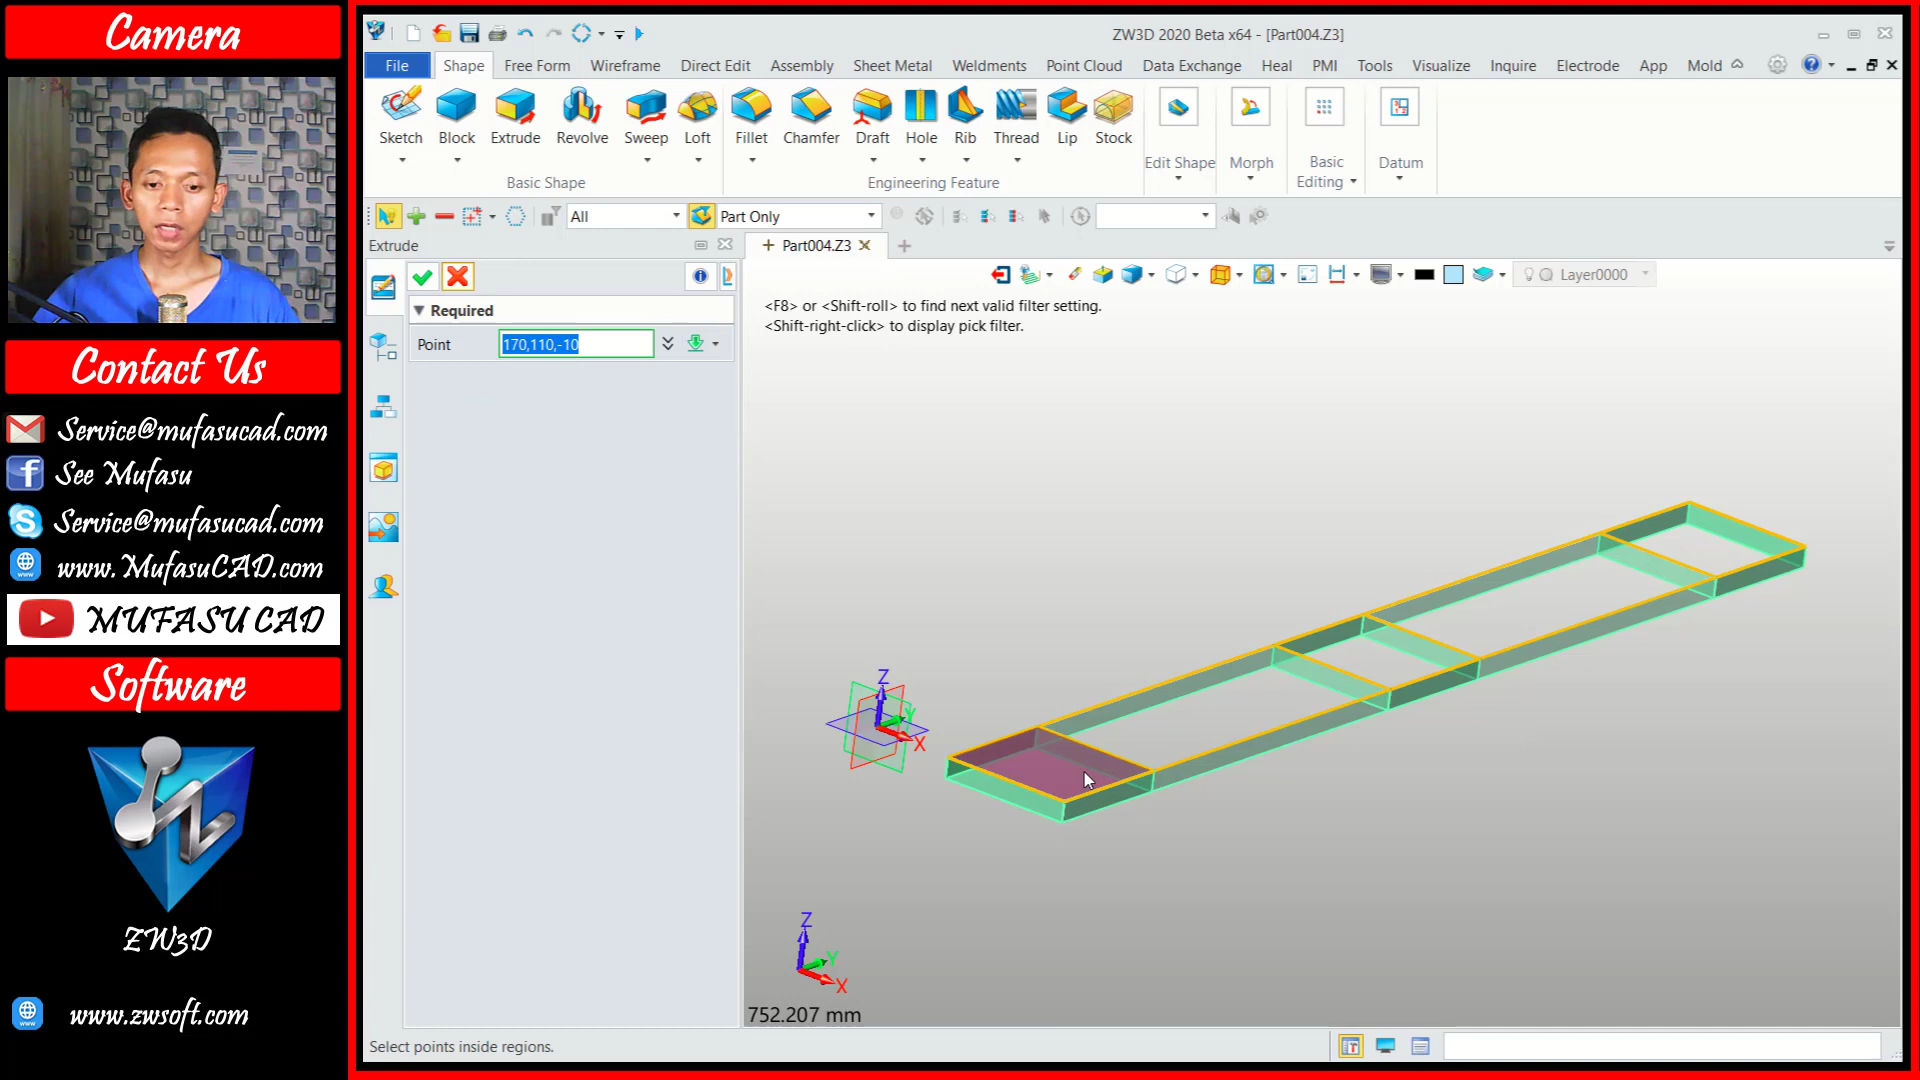 Camera
Contact Us
Service@mufasucad.com
See Mufasu
Service@mufasucad.com
www.MufasuCAD.com
MUFASU CAD
Software
ZW3D
www.zwsoft.com
ZW3D 2020 Beta x64 - [Part004.Z3]
File Shape Free Form Wireframe Direct Edit Assembly Sheet Metal Weldments Point Cloud Data Exchange Heal PMI Tools Visualize Inquire Electrode App Mold
Sketch Block Extrude Revolve Sweep Loft Fillet Chamfer Draft Hole Rib Thread Lip Stock
Edit Shape Morph Basic Editing Datum
Basic Shape Engineering Feature
All Part Only
Extrude
Part004.Z3
Layer0000
Required
Point 170,110,-10
<F8> or <Shift-roll> to find next valid filter setting.
<Shift-right-click> to display pick filter.
Z
Y
X
Z
Y
X
752.207 mm
Select points inside regions.